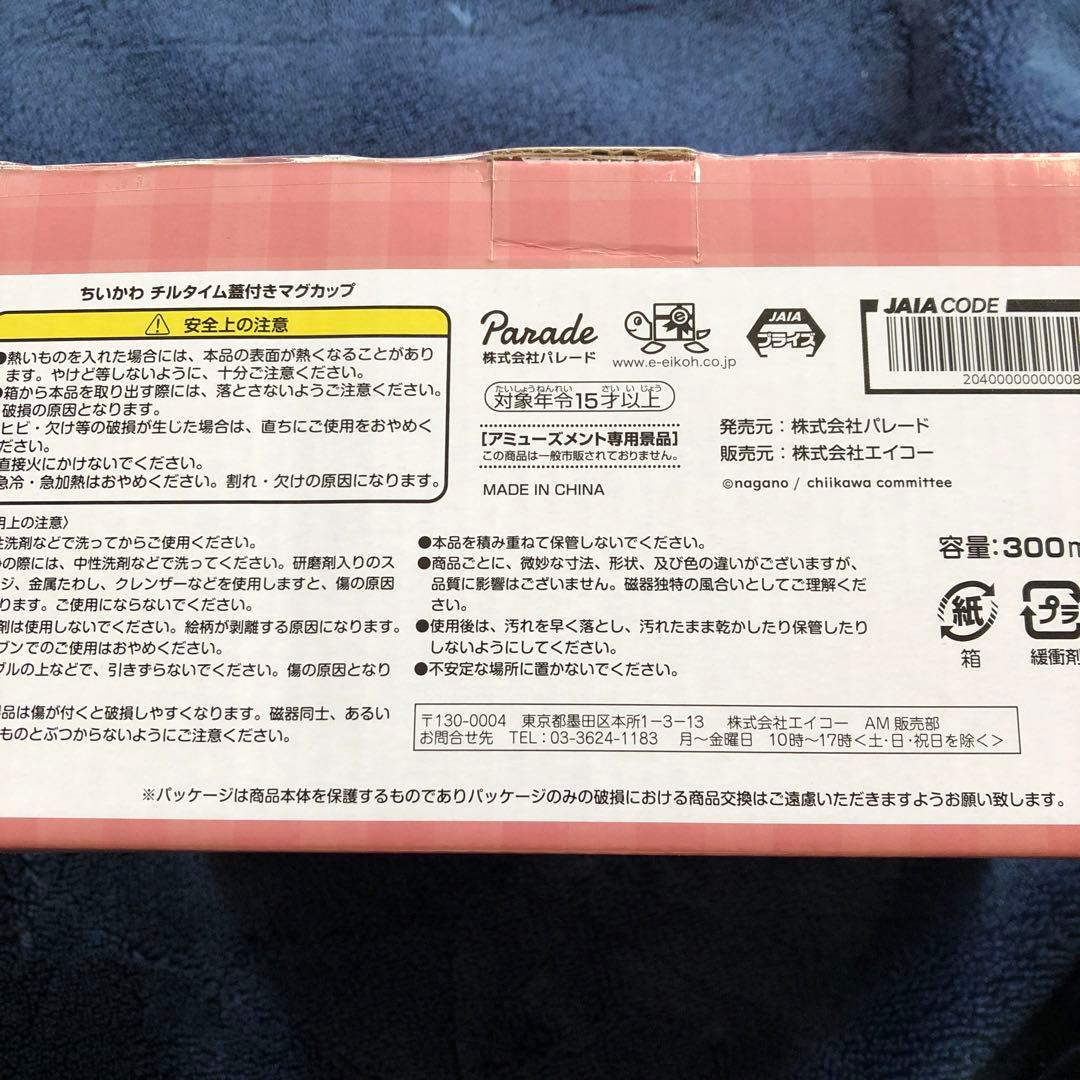 ちいかわ チルタイム蓋付きマグカップ
安全上の注意
●熱いものを入れた場合には、本品の表面が熱くなることがあり
ます。やけど等しないように、十分ご注意ください。
●箱から本品を取り出す際には、落とさないようご注意ください。
破損の原因となります。
ヒビ・欠け等の破損が生じた場合は、直ちにご使用をおやめく
ださい。
直接火にかけないでください。
急冷・急加熱はおやめください。割れ・欠けの原因になります。
用上の注意〉
性洗剤などで洗ってからご使用ください。
の際には、中性洗剤などで洗ってください。研磨剤入りのス
ジ、金属たわし、クレンザーなどを使用しますと、傷の原因
ります。ご使用にならないでください。
剤は使用しないでください。絵柄が剥離する原因になります。
ブンでのご使用はおやめください。
ブルの上などで、引きずらないでください。傷の原因となり
品は傷が付くと破損しやすくなります。磁器同士、あるい
ものとぶつからないようにご注意ください。
Parade
株式会社パレード
www.e-eikoh.co.jp
JAIA
プライズ
JAIA CODE
20400000000008
たいしょうねんれい さいいじょう
対象年令15才以上
[アミューズメント専用景品]
この商品は一般市販されておりません。
MADE IN CHINA
発売元：株式会社パレード
販売元：株式会社エイコー
©nagano / chiikawa committee
●本品を積み重ねて保管しないでください。
●商品ごとに、微妙な寸法、形状、及び色の違いがございますが、
品質に影響はございません。磁器独特の風合いとしてご理解くだ
さい。
●使用後は、汚れを早く落とし、汚れたまま乾かしたり保管したり
しないようにしてください。
●不安定な場所に置かないでください。
容量：300m
紙
箱
プラ
緩衝剤
〒130-0004 東京都墨田区本所1-3-13 株式会社エイコー AM販売部
お問合せ先 TEL：03-3624-1183 月～金曜日 10時～17時＜土・日・祝日を除く＞
※パッケージは商品本体を保護するものでありパッケージのみの破損における商品交換はご遠慮いただきますようお願い致します。